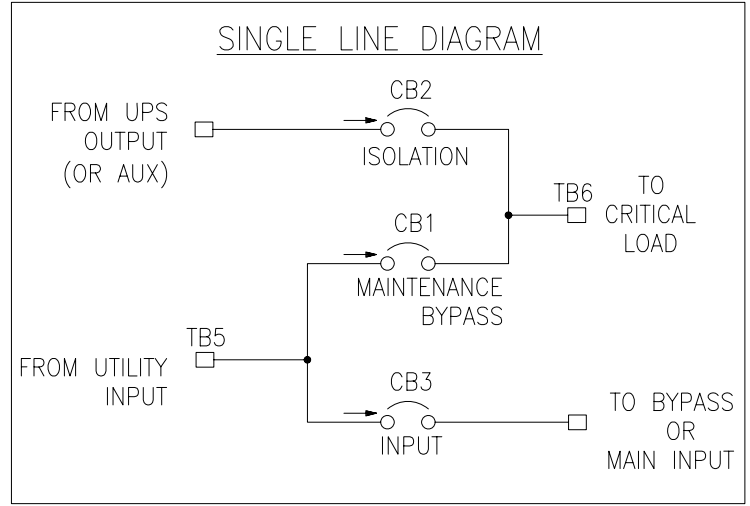 SINGLE LINE DIAGRAM
CB2
FROM UPS
OUTPUT
(OR AUX)
ISOLATION
TB6
TO
CRITICAL
LOAD
CB1
MAINTENANCE
BYPASS
TB5
FROM UTILITY
INPUT
CB3
INPUT
TO BYPASS
OR
MAIN INPUT